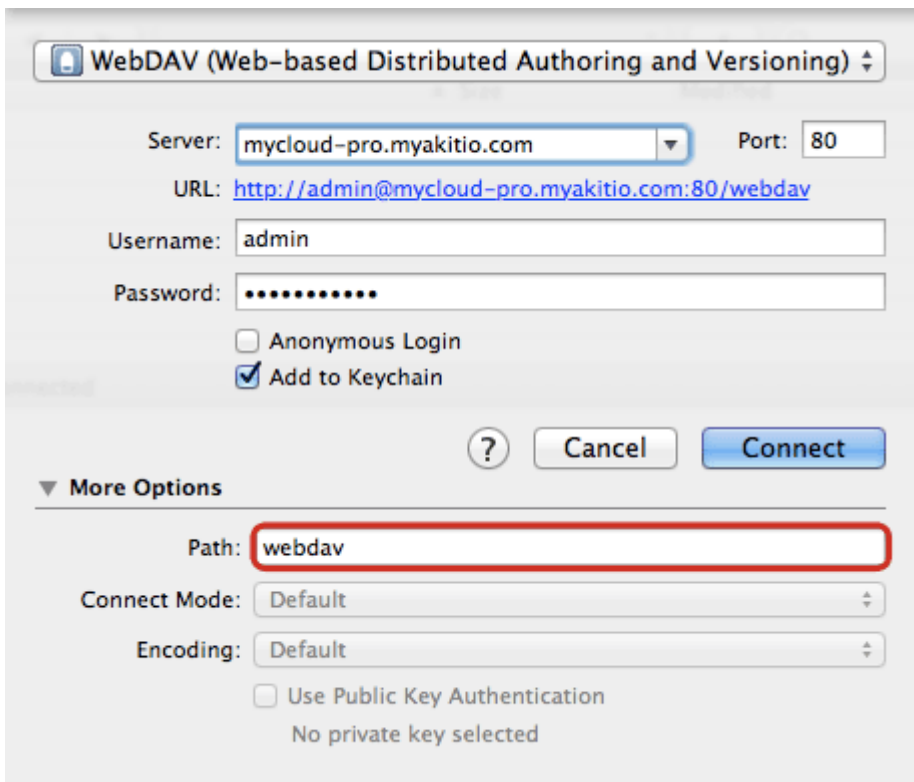 WebDAV (Web-based Distributed Authoring and Versioning)
Server: mycloud-pro.myakitio.com Port: 80
URL: http://admin@mycloud-pro.myakitio.com:80/webdav
Username: admin
Password: •••••••••••
Anonymous Login
Add to Keychain
? Cancel Connect
More Options
Path: webdav
Connect Mode: Default
Encoding: Default
Use Public Key Authentication
No private key selected